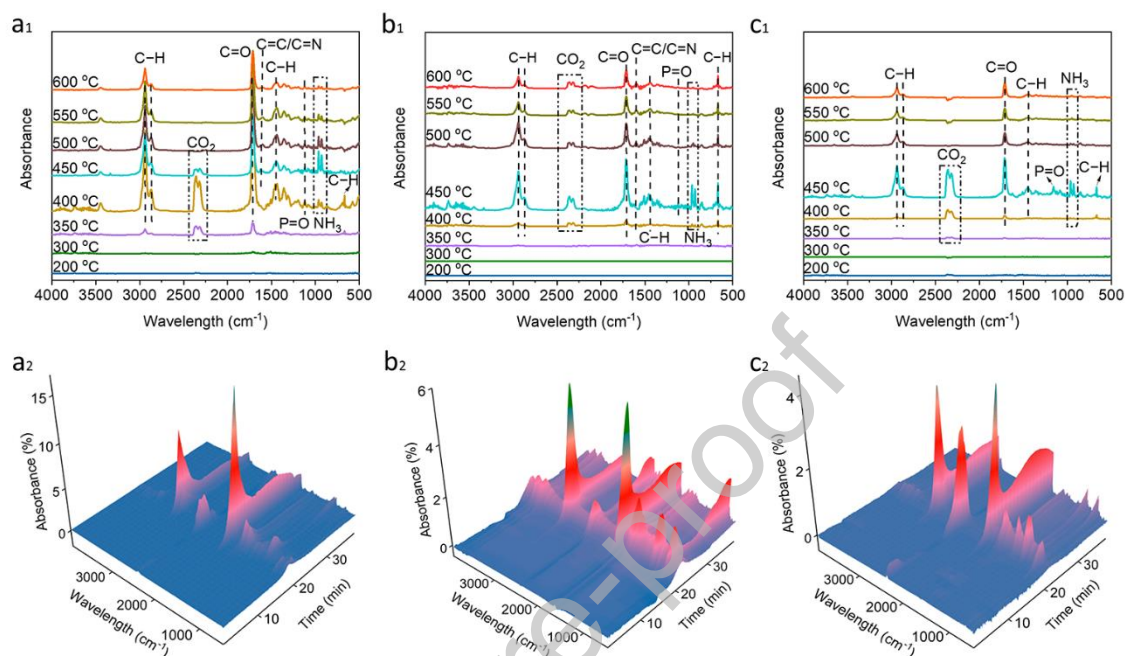 a1
C−H
C=O
C=C/C=N
C−H
600 °C
550 °C
500 °C
CO2
450 °C
C−H
400 °C
P=O NH3
350 °C
300 °C
200 °C
4000 3500 3000 2500 2000 1500 1000 500
Wavelength (cm⁻¹)
Absorbance
b1
C=C/C=N
C−H
CO2
C=O
C−H
P=O
600 °C
NH3
550 °C
500 °C
450 °C
400 °C
350 °C
C−H
NH3
300 °C
200 °C
4000 3500 3000 2500 2000 1500 1000 500
Wavelength (cm⁻¹)
Absorbance
c1
C=O
NH3
C−H
C−H
600 °C
550 °C
500 °C
CO2
C−H
P=O
450 °C
400 °C
350 °C
300 °C
200 °C
4000 3500 3000 2500 2000 1500 1000 500
Wavelength (cm⁻¹)
Absorbance
a2
15
10
5
0
Absorbance (%)
3000
2000
1000
Wavelength (cm⁻¹)
10
20
30
Time (min)
b2
6
4
2
0
Absorbance (%)
3000
2000
1000
Wavelength (cm⁻¹)
10
20
30
Time (min)
c2
4
2
0
Absorbance (%)
3000
2000
1000
Wavelength (cm⁻¹)
10
20
30
Time (min)
e-proof